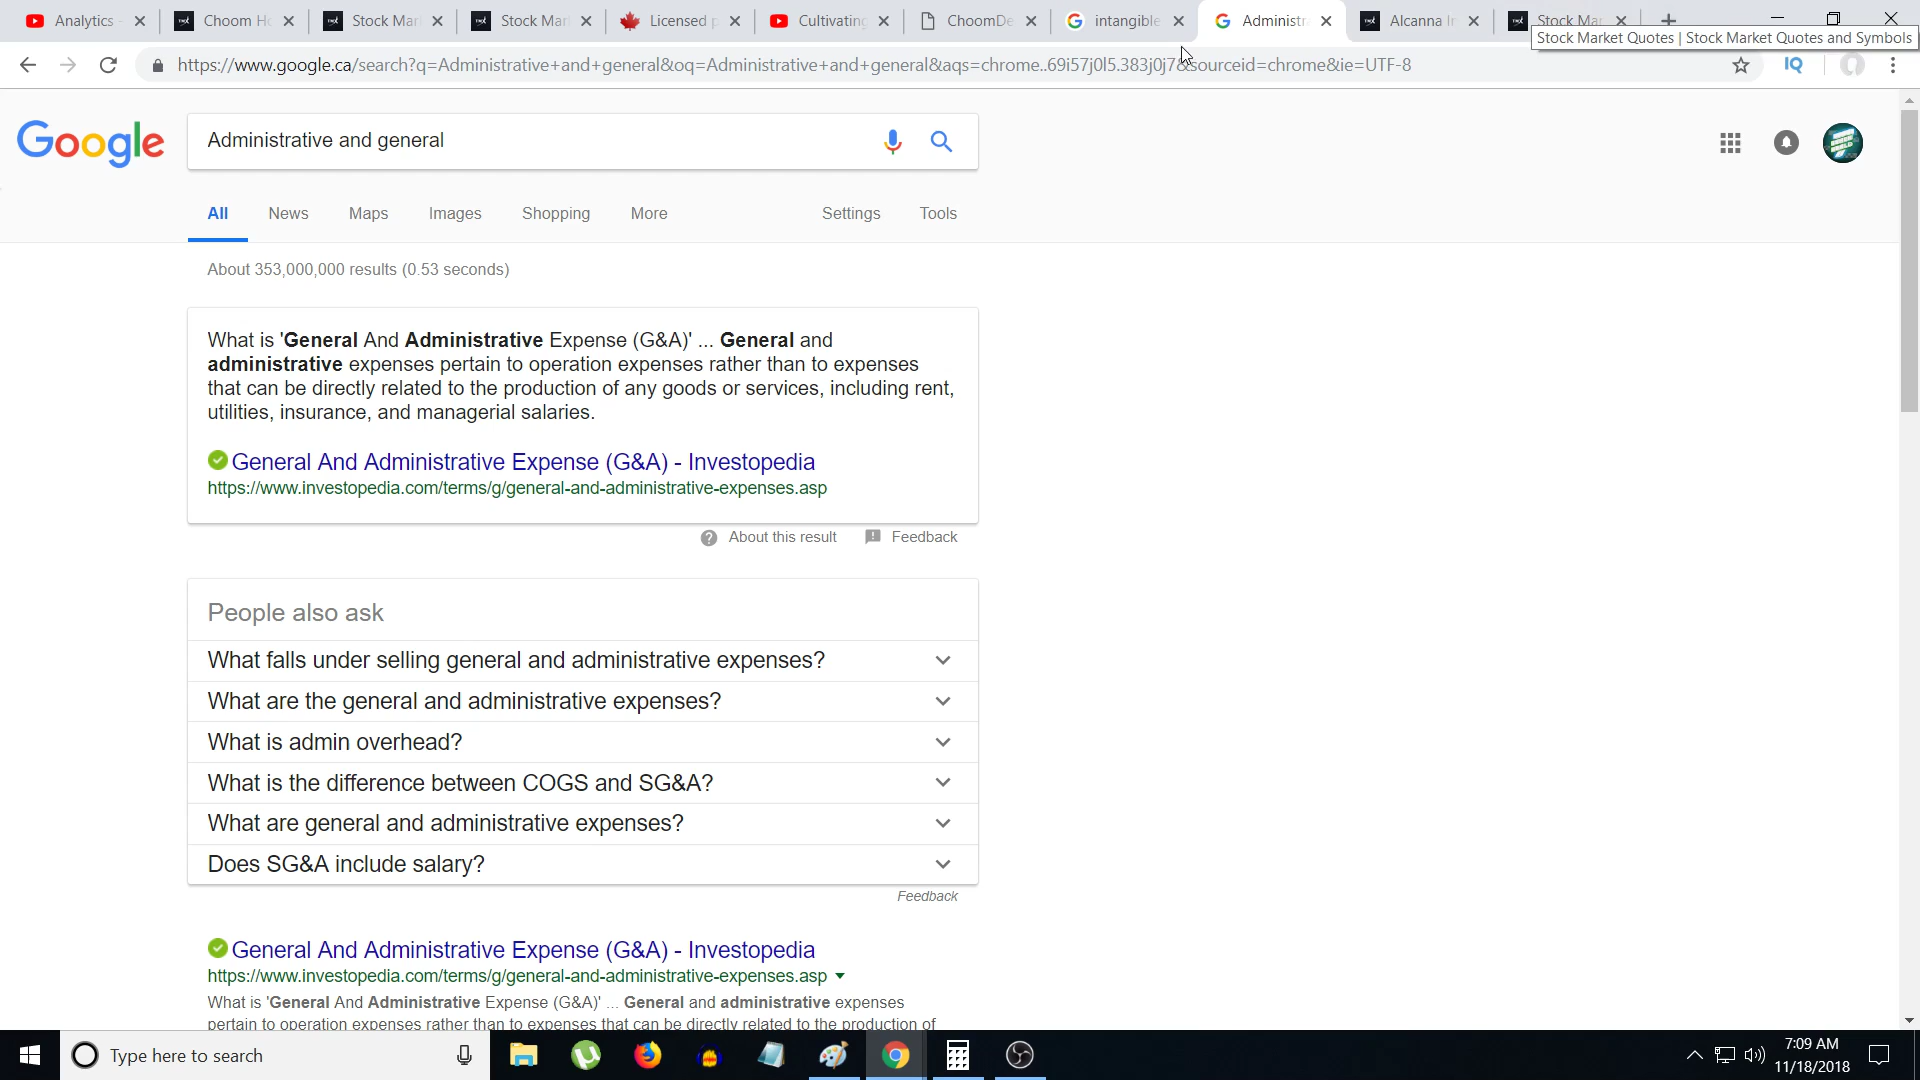 Analytics -
Choom Ho
Stock Mar
Stock Mar
Licensed p
Cultivating
ChoomDe
intangible
Administra
Alcanna In
Stock Mar
Stock Market Quotes | Stock Market Quotes and Symbols
https://www.google.ca/search?q=Administrative+and+general&oq=Administrative+and+general&aqs=chrome..69i57j0l5.383j0j7&sourceid=chrome&ie=UTF-8
IQ
Google
Administrative and general
All News Maps Images Shopping More Settings Tools
About 353,000,000 results (0.53 seconds)
What is 'General And Administrative Expense (G&A)' ... General and
administrative expenses pertain to operation expenses rather than to expenses
that can be directly related to the production of any goods or services, including rent,
utilities, insurance, and managerial salaries.
General And Administrative Expense (G&A) - Investopedia
https://www.investopedia.com/terms/g/general-and-administrative-expenses.asp
About this result Feedback
People also ask
What falls under selling general and administrative expenses?
What are the general and administrative expenses?
What is admin overhead?
What is the difference between COGS and SG&A?
What are general and administrative expenses?
Does SG&A include salary?
Feedback
General And Administrative Expense (G&A) - Investopedia
https://www.investopedia.com/terms/g/general-and-administrative-expenses.asp
What is 'General And Administrative Expense (G&A)' ... General and administrative expenses
pertain to operation expenses rather than to expenses that can be directly related to the production of
Type here to search
7:09 AM
11/18/2018